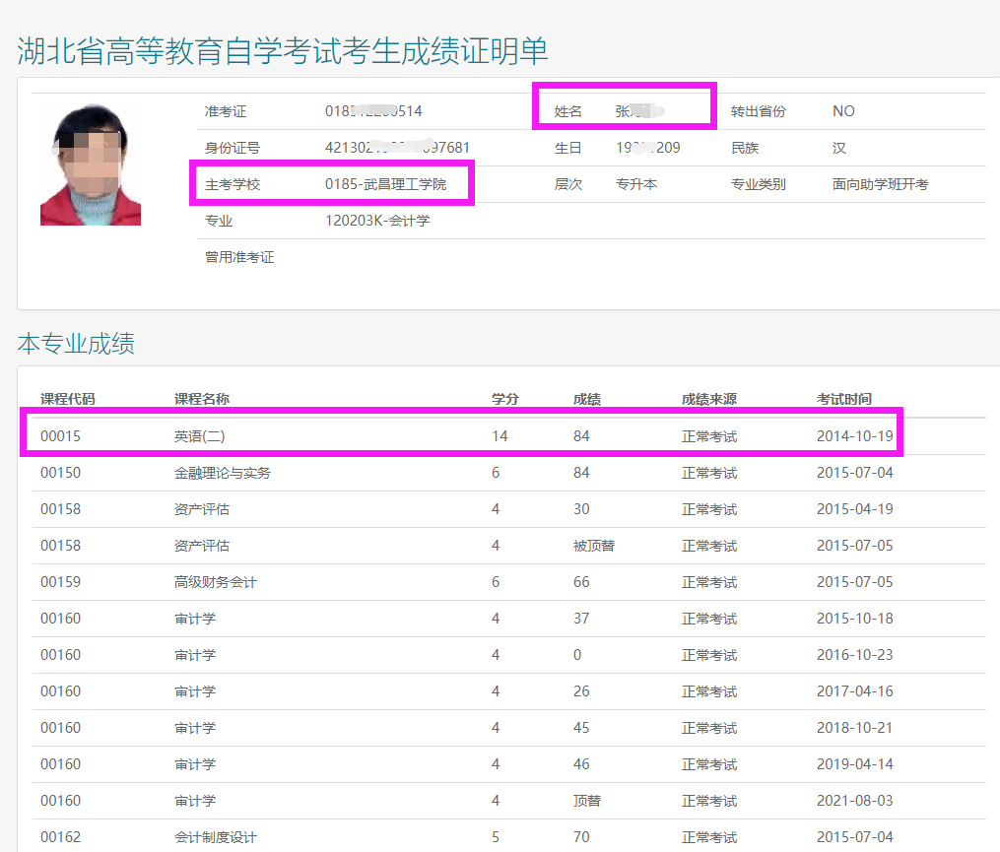 湖北省高等教育自学考试考生成绩证明单
准考证 018 514 姓名 张 转出省份 NO
身份证号 421302 097681 生日 19 1209 民族 汉
主考学校 0185-武昌理工学院 层次 专升本 专业类别 面向助学班开考
专业 120203K-会计学
曾用准考证
本专业成绩
课程代码 课程名称 学分 成绩 成绩来源 考试时间
00015 英语(二) 14 84 正常考试 2014-10-19
00150 金融理论与实务 6 84 正常考试 2015-07-04
00158 资产评估 4 30 正常考试 2015-04-19
00158 资产评估 4 被顶替 正常考试 2015-07-05
00159 高级财务会计 6 66 正常考试 2015-07-05
00160 审计学 4 37 正常考试 2015-10-18
00160 审计学 4 0 正常考试 2016-10-23
00160 审计学 4 26 正常考试 2017-04-16
00160 审计学 4 45 正常考试 2018-10-21
00160 审计学 4 46 正常考试 2019-04-14
00160 审计学 4 顶替 正常考试 2021-08-03
00162 会计制度设计 5 70 正常考试 2015-07-04